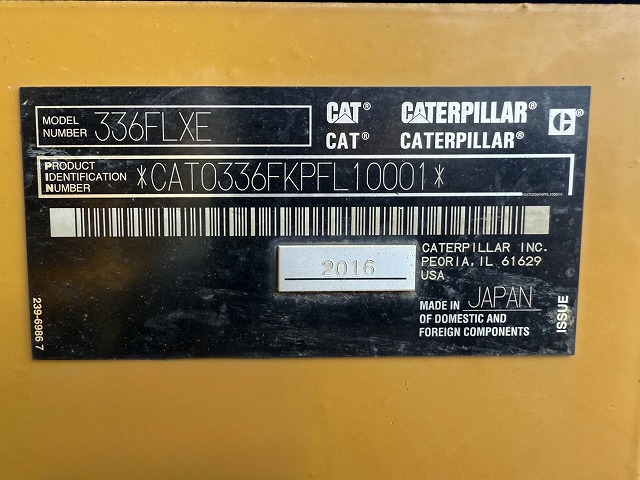 MODEL NUMBER 336FLXE
CAT® CATERPILLAR® C
CAT® CATERPILLAR®
PRODUCT IDENTIFICATION NUMBER *CAT0336FKPFL10001*
*CAT0336FKPFL10001*
2016
CATERPILLAR INC.
PEORIA, IL 61629
USA
MADE IN JAPAN
OF DOMESTIC AND
FOREIGN COMPONENTS
239-6986 7
ISSUE